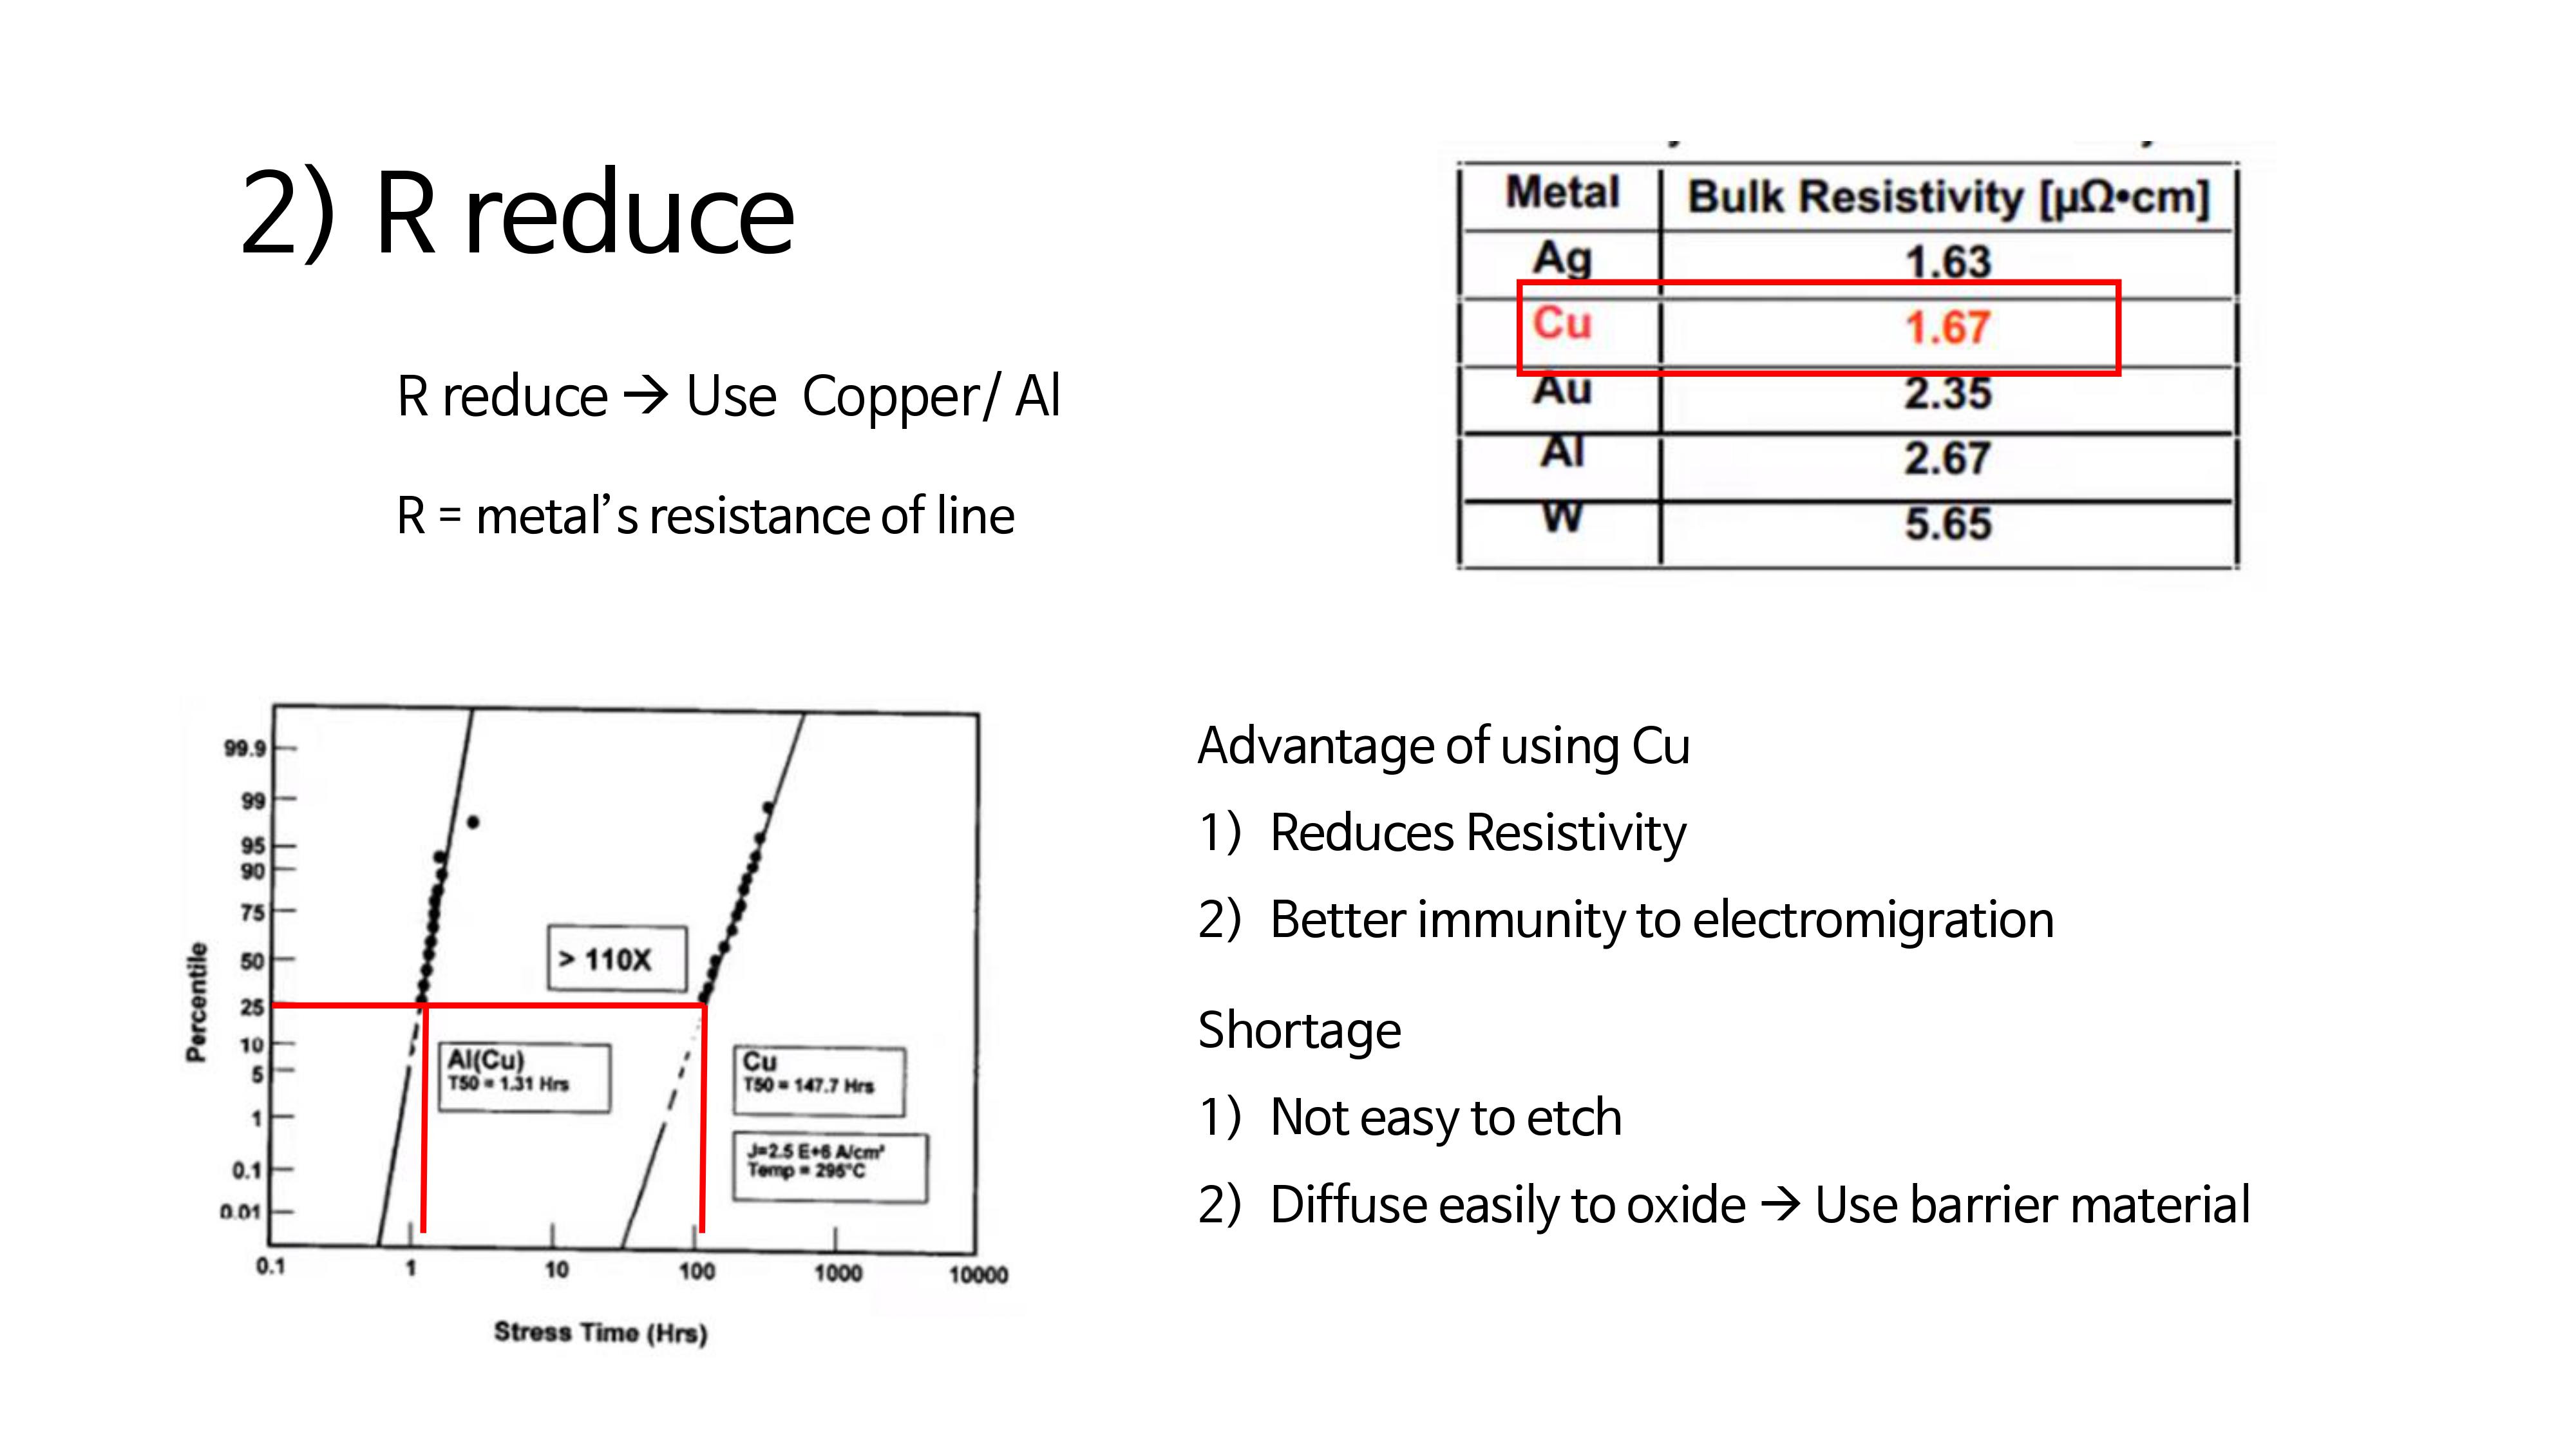 2) R reduce
R reduce → Use Copper/ Al
R = metal’s resistance of line
Metal Bulk Resistivity [μΩ•cm]
Ag 1.63
Cu 1.67
Au 2.35
Al 2.67
W 5.65
99.9
99
95
90
75
50
25
10
5
1
0.1
0.01
Percentile
> 110X
Al(Cu)
T50 = 1.31 Hrs
Cu
T50 = 147.7 Hrs
J=2.5 E+6 A/cm²
Temp = 295°C
0.1 1 10 100 1000 10000
Stress Time (Hrs)
Advantage of using Cu
1) Reduces Resistivity
2) Better immunity to electromigration
Shortage
1) Not easy to etch
2) Diffuse easily to oxide → Use barrier material